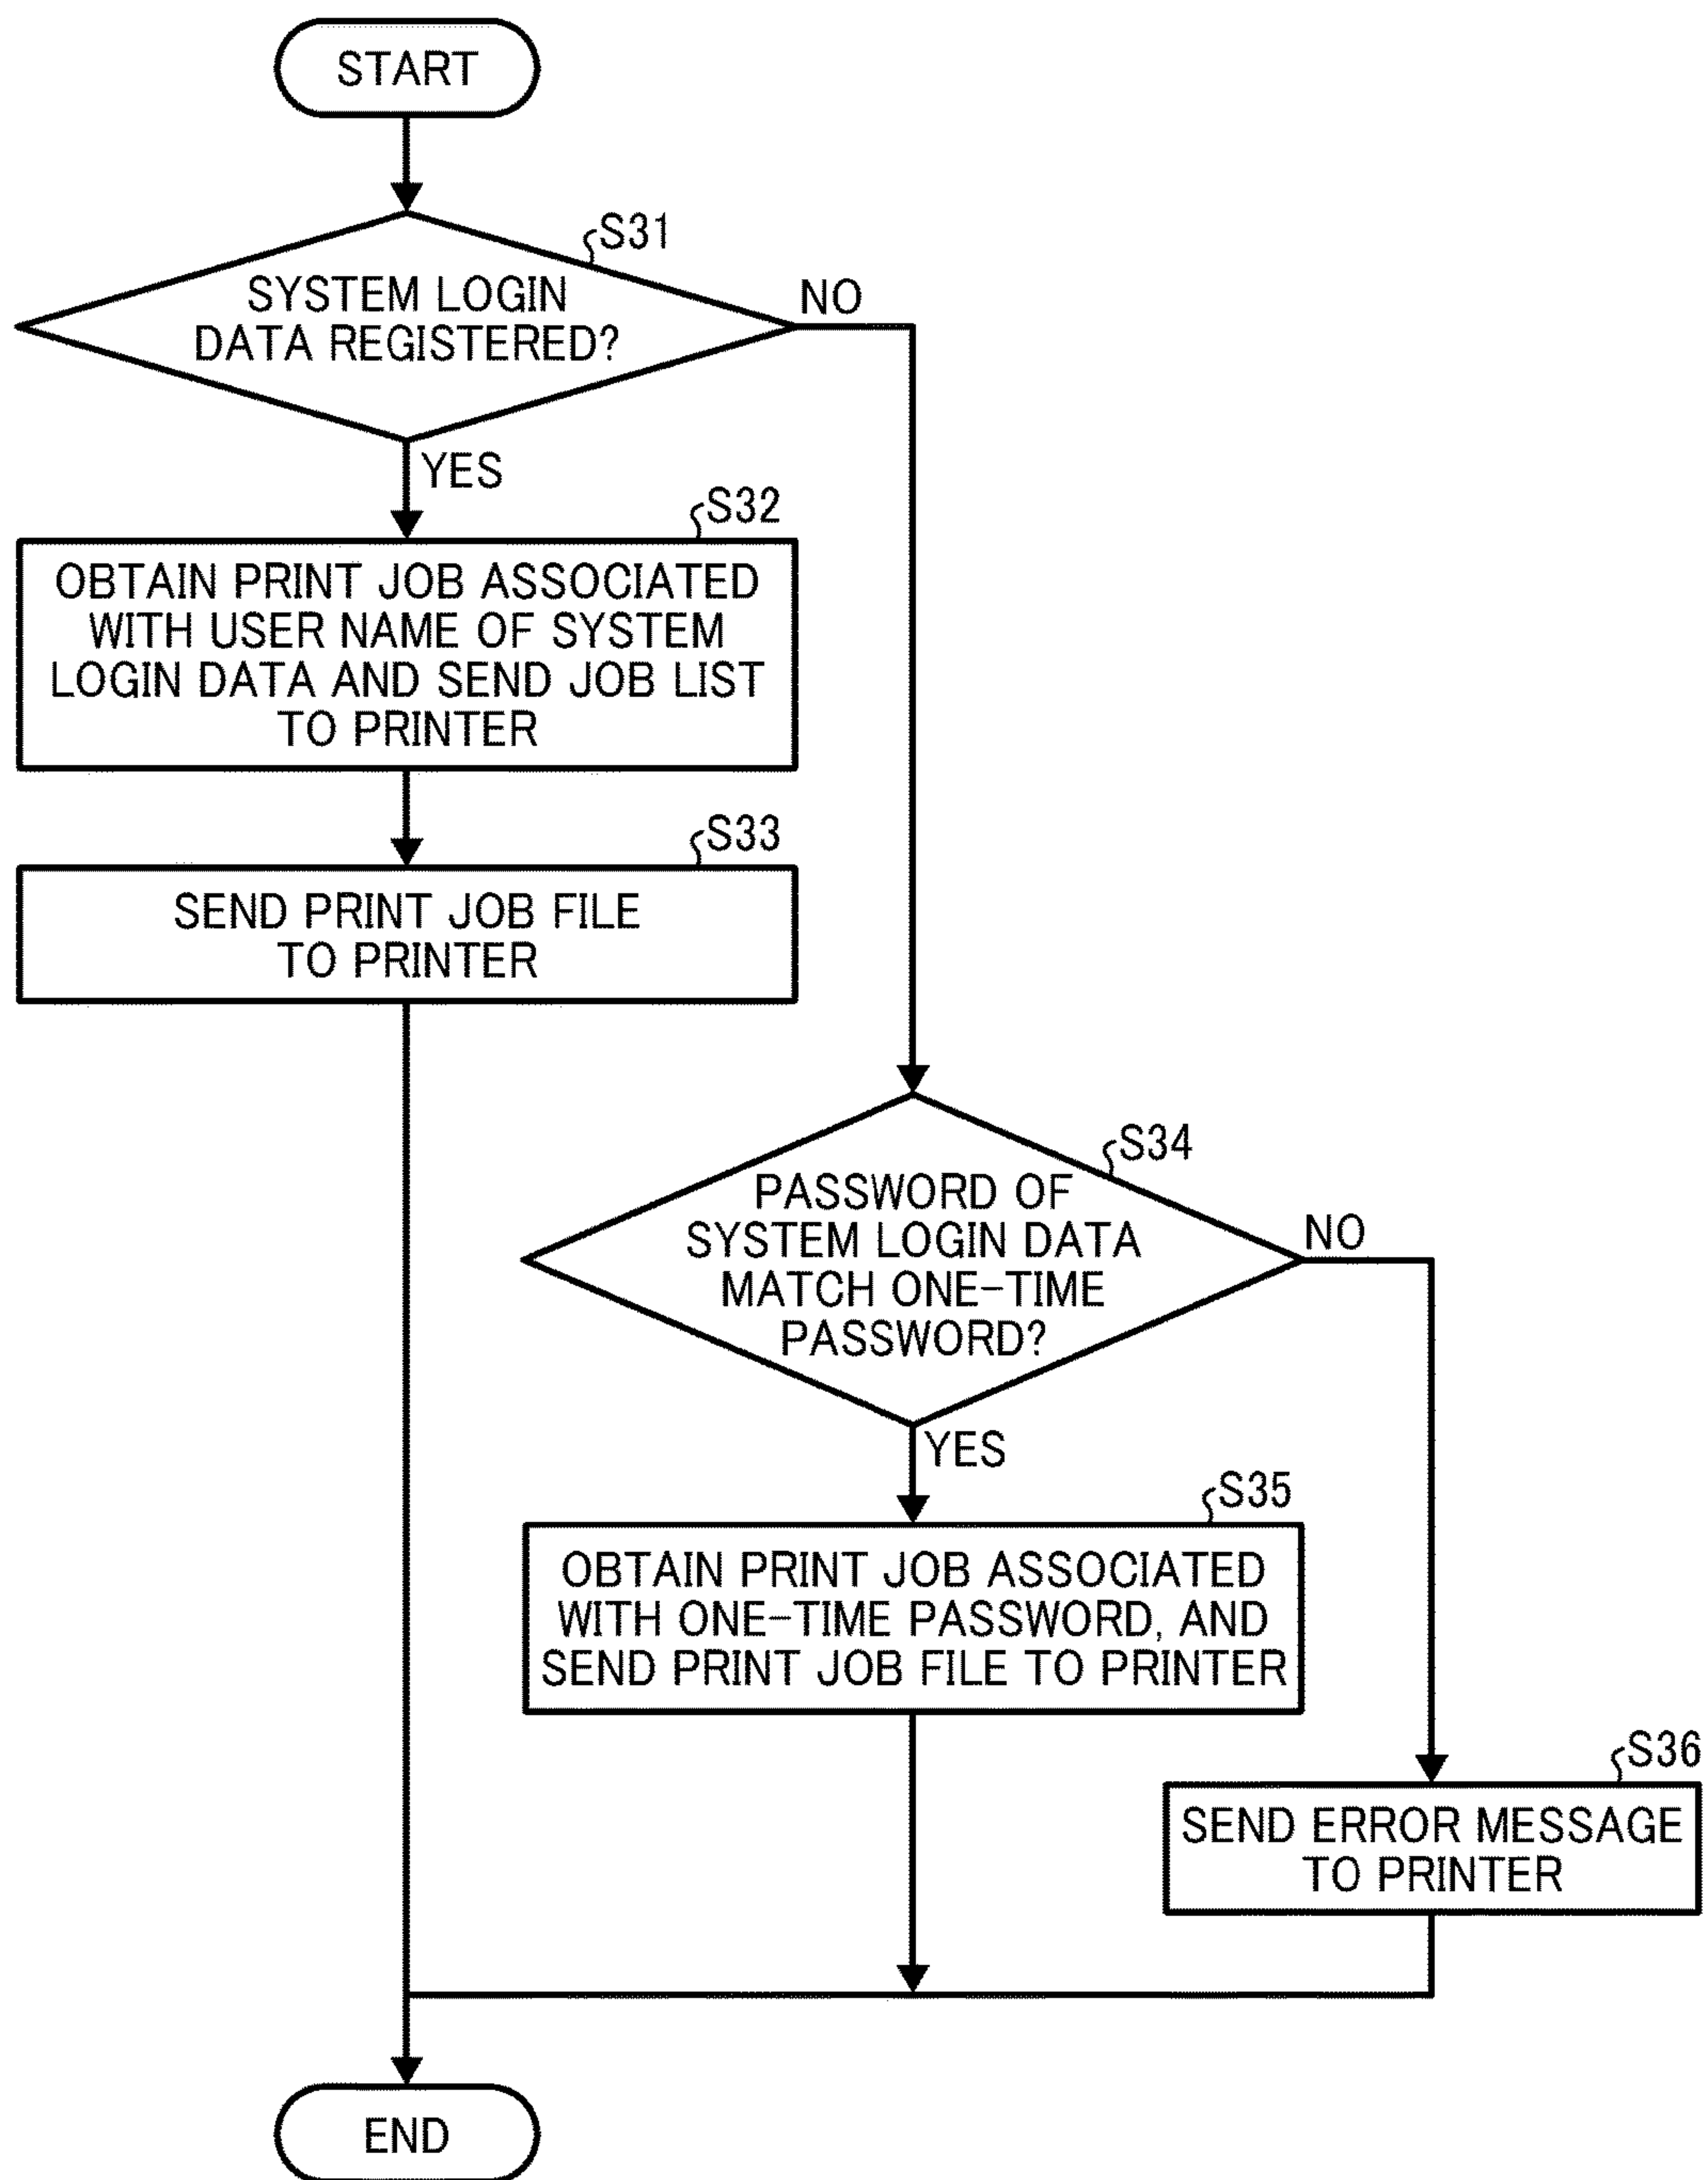 START
S31
SYSTEM LOGIN
DATA REGISTERED?
NO
YES
S32
OBTAIN PRINT JOB ASSOCIATED
WITH USER NAME OF SYSTEM
LOGIN DATA AND SEND JOB LIST
TO PRINTER
S33
SEND PRINT JOB FILE
TO PRINTER
S34
PASSWORD OF
SYSTEM LOGIN DATA
MATCH ONE-TIME
PASSWORD?
NO
YES
S35
OBTAIN PRINT JOB ASSOCIATED
WITH ONE-TIME PASSWORD, AND
SEND PRINT JOB FILE TO PRINTER
S36
SEND ERROR MESSAGE
TO PRINTER
END